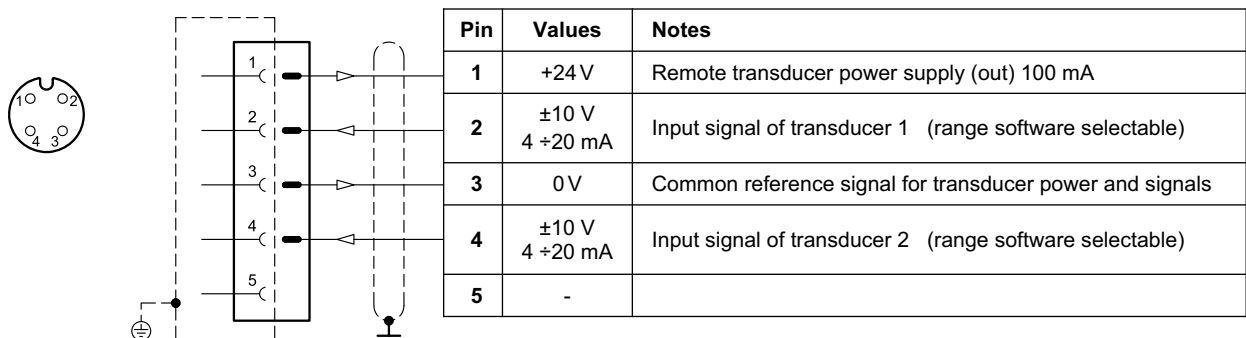 1 2
4 3
1
2
3
4
5
Pin Values Notes
1 +24 V Remote transducer power supply (out) 100 mA
2 ±10 V
4 ÷20 mA Input signal of transducer 1 (range software selectable)
3 0 V Common reference signal for transducer power and signals
4 ±10 V
4 ÷20 mA Input signal of transducer 2 (range software selectable)
5 -